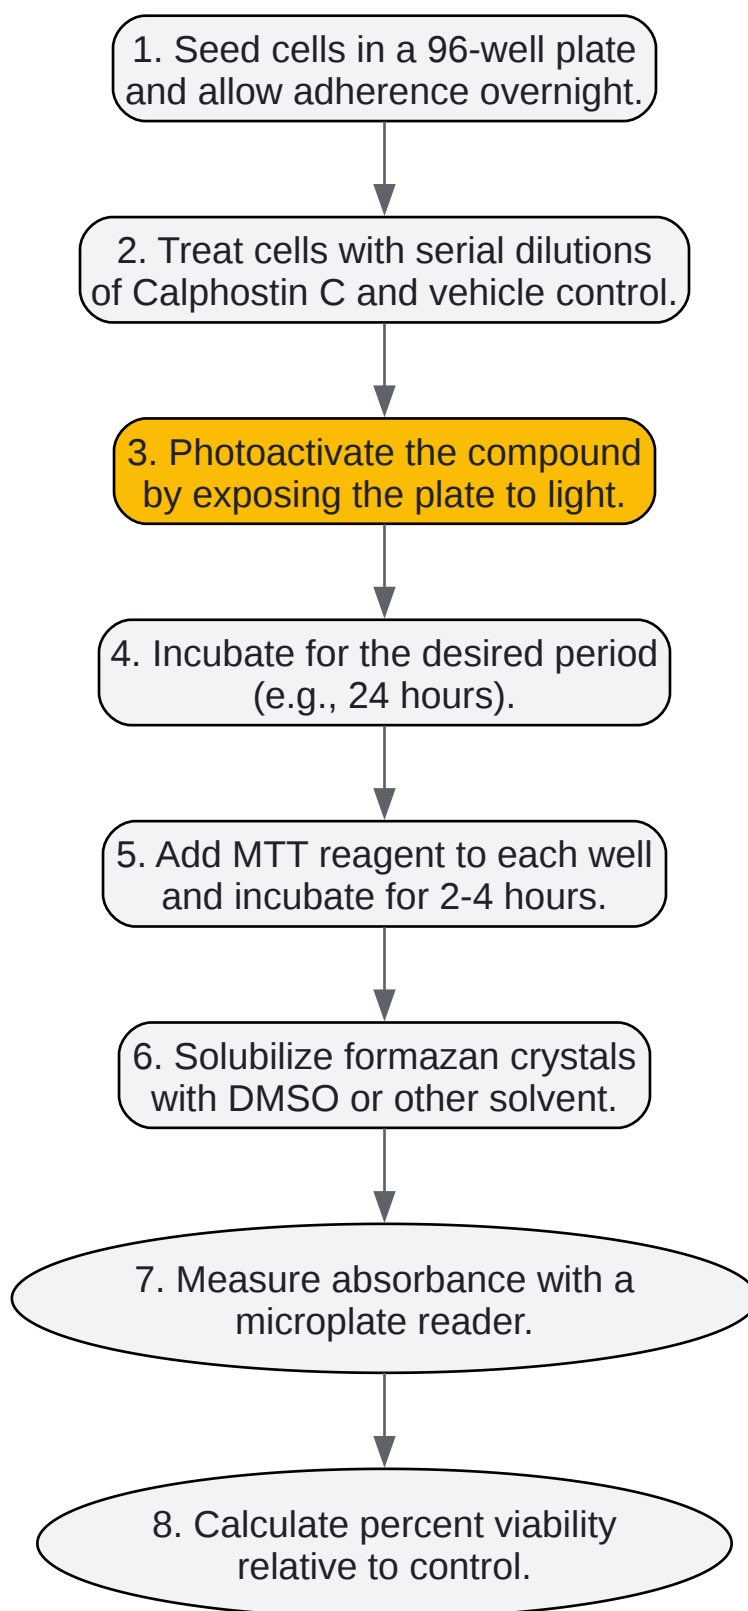 1. Seed cells in a 96-well plate
and allow adherence overnight.
2. Treat cells with serial dilutions
of Calphostin C and vehicle control.
3. Photoactivate the compound
by exposing the plate to light.
4. Incubate for the desired period
(e.g., 24 hours).
5. Add MTT reagent to each well
and incubate for 2-4 hours.
6. Solubilize formazan crystals
with DMSO or other solvent.
7. Measure absorbance with a
microplate reader.
8. Calculate percent viability
relative to control.